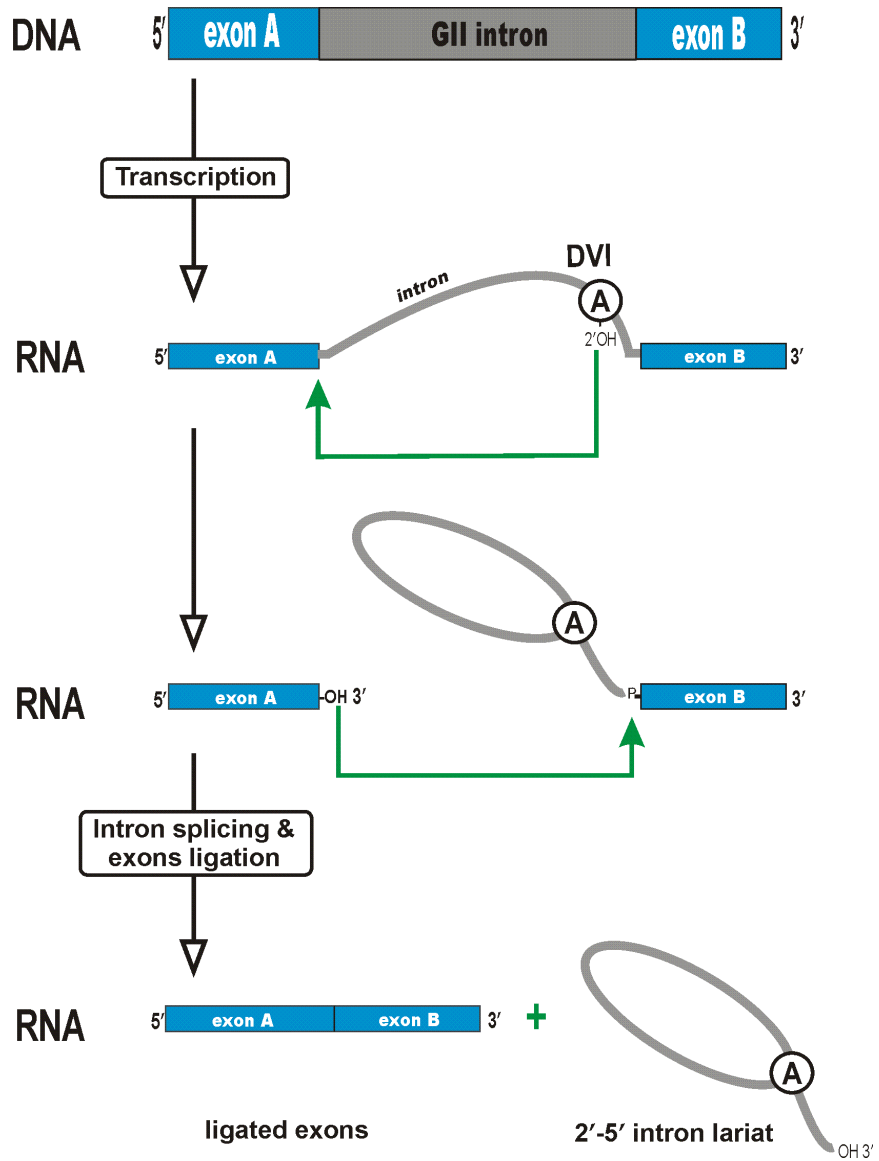 DNA 5′ exon A GII intron exon B 3′
Transcription
DVI
intron
A
2′OH
RNA 5′ exon A exon B 3′
A
RNA 5′ exon A -OH 3′ P- exon B 3′
Intron splicing &
exons ligation
RNA 5′ exon A exon B 3′ +
A
ligated exons 2′-5′ intron lariat
OH 3′